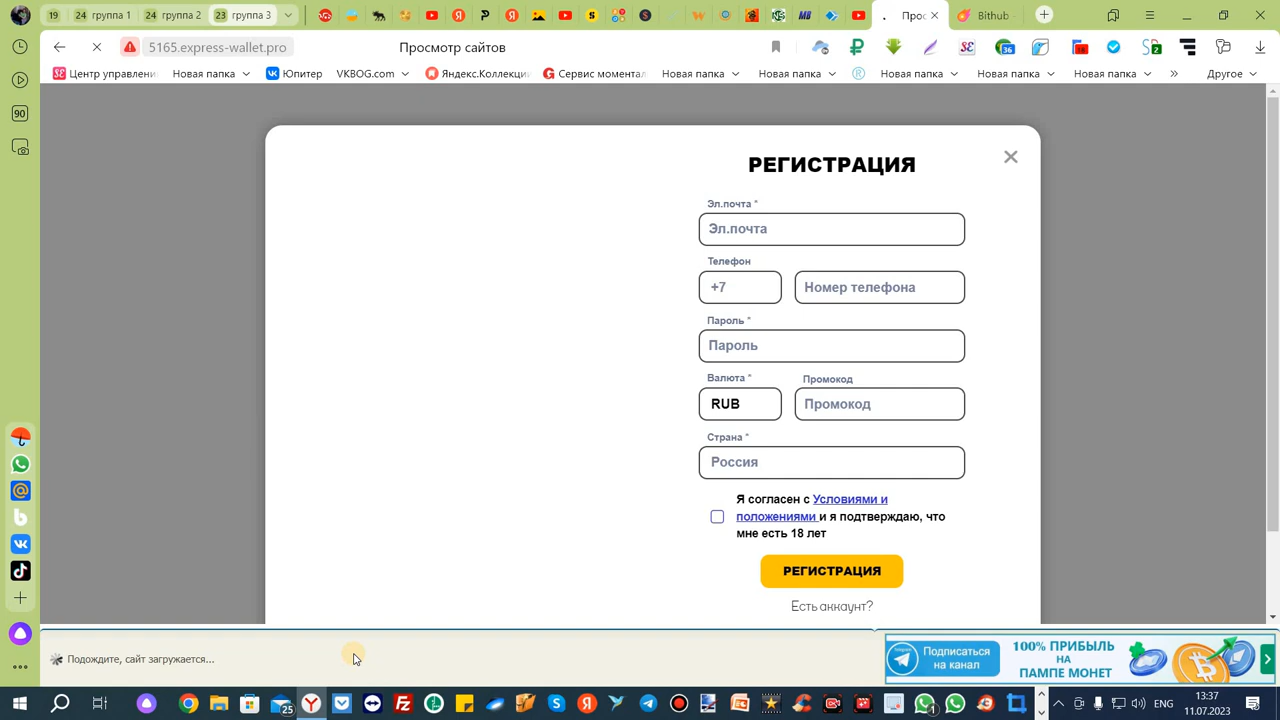 19
24 группа 1
22 группа 2
23 группа 3
Прос
Bithub
5165.express-wallet.pro
Просмотр сайтов
Центр управлени
Новая папка
Юпитер
VKBOG.com
Яндекс.Коллекци
Сервис моментал
Новая папка
Новая папка
Новая папка
Новая папка
Новая папка
Другое
90
РЕГИСТРАЦИЯ
Эл.почта *
Эл.почта
Телефон
+7
Номер телефона
Пароль *
Пароль
Валюта *
Промокод
RUB
Промокод
Страна *
Россия
Я согласен с Условиями и
положениями и я подтверждаю, что
мне есть 18 лет
РЕГИСТРАЦИЯ
Есть аккаунт?
Подождите, сайт загружается...
Подписаться
на канал
100% ПРИБЫЛЬ
НА
ПАМПЕ МОНЕТ
25
ENG
13:37
11.07.2023